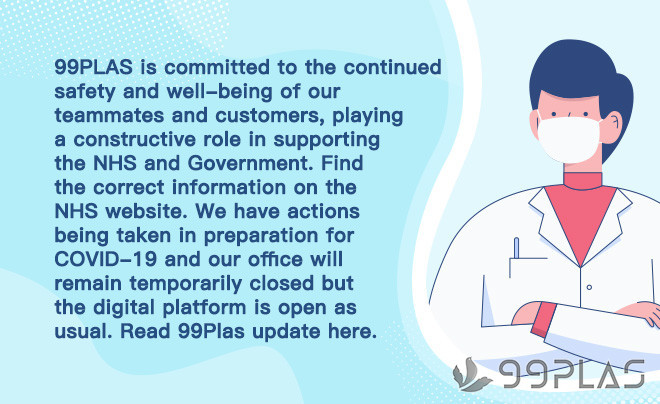 99PLAS is committed to the continued
safety and well-being of our
teammates and customers, playing
a constructive role in supporting
the NHS and Government. Find
the correct information on the
NHS website. We have actions
being taken in preparation for
COVID-19 and our office will
remain temporarily closed but
the digital platform is open as
usual. Read 99Plas update here.
99PLAS